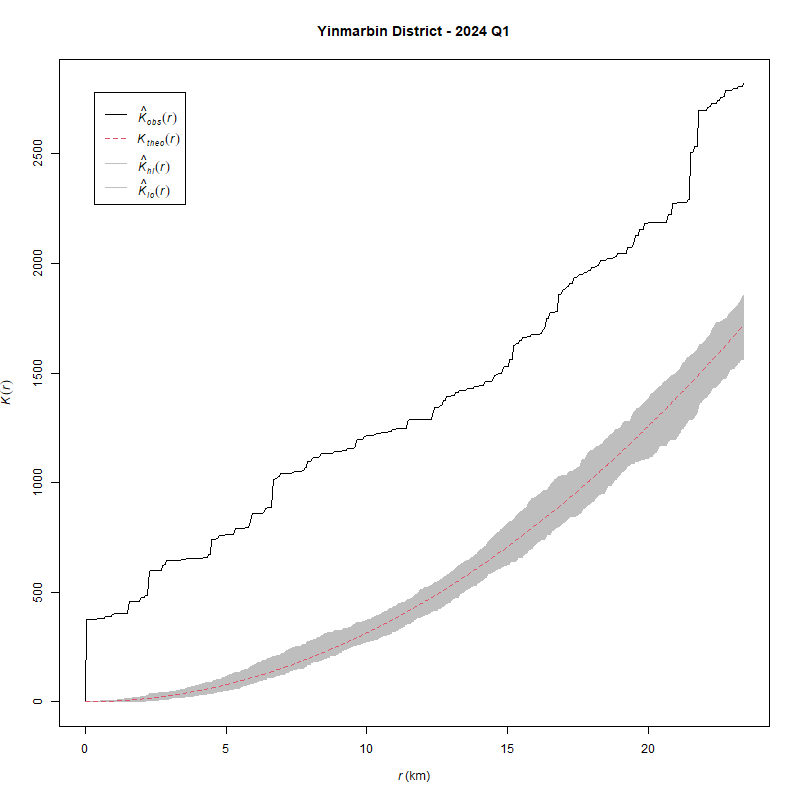 Yinmarbin District - 2024 Q1
K̂obs(r)
Ktheo(r)
K̂hi(r)
K̂lo(r)
K(r)
2500
2000
1500
1000
500
0
0 5 10 15 20
r (km)